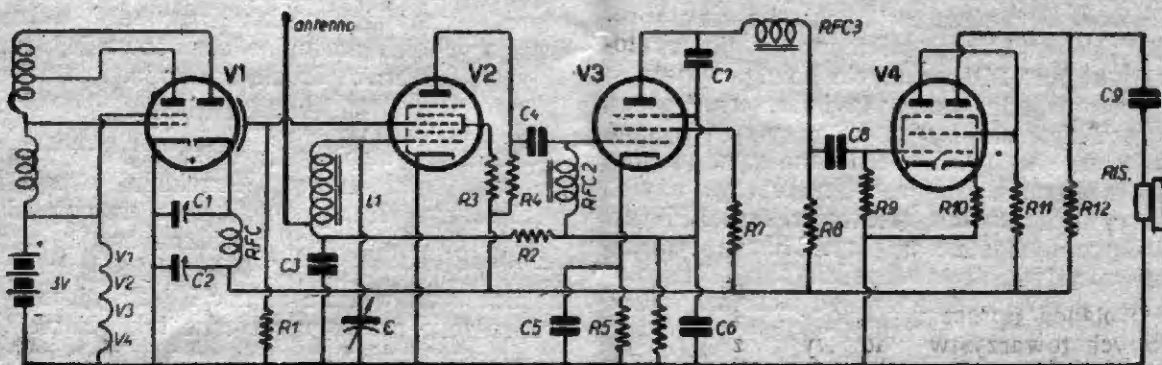 antenna
RFC3
V1
V2
V3
V4
C7
C9
C4
C8
R3
R4
RFC2
L1
R7
R8
R9
R10
R11
R12
RIS.
C1
RFC
C2
3V
V1
V2
V3
V4
C3
R2
R1
C
C5
R5
C6